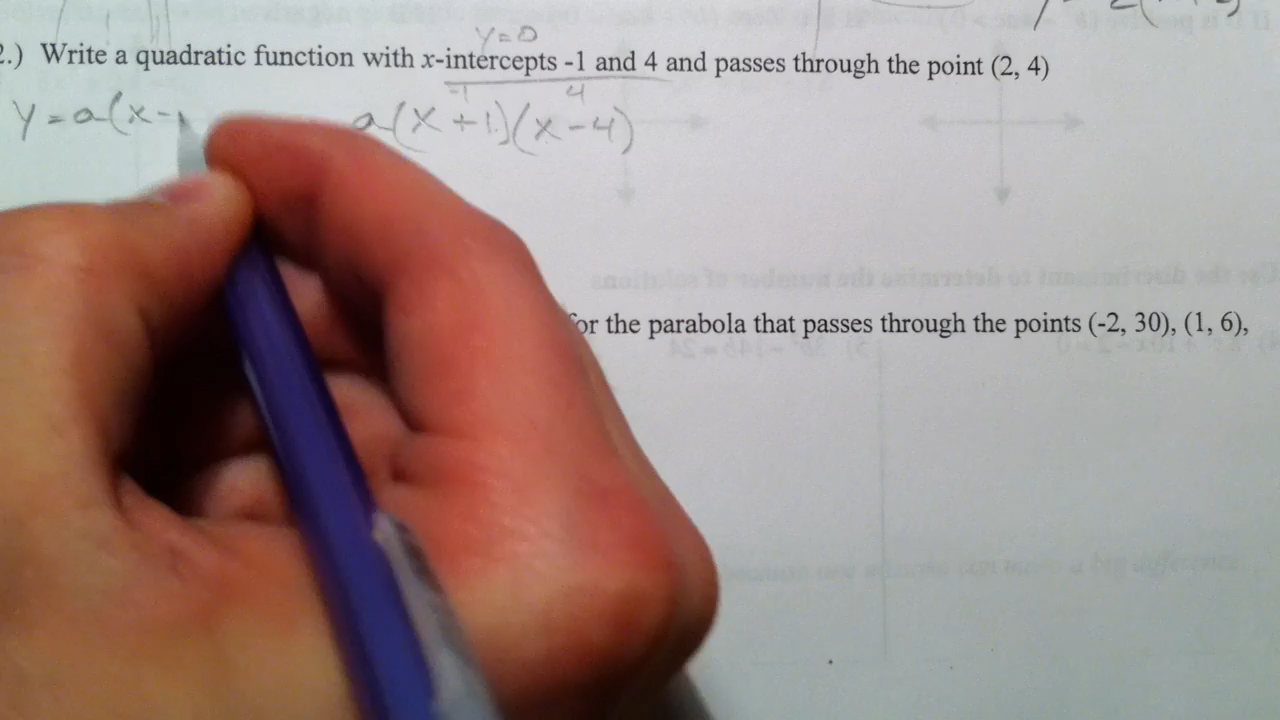 y=0
2.) Write a quadratic function with x-intercepts -1 and 4 and passes through the point (2, 4)
-1 4
y=a(x- a(x+1)(x-4)
for the parabola that passes through the points (-2, 30), (1, 6),